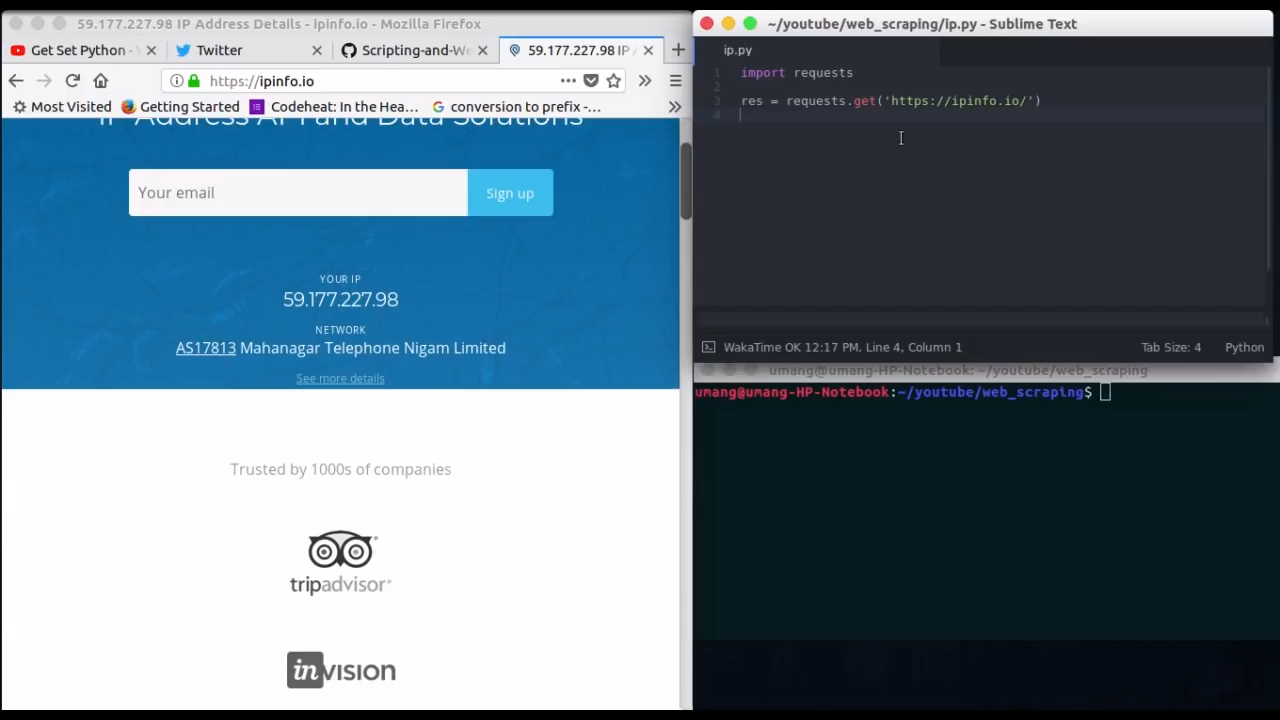 59.177.227.98 IP Address Details - ipinfo.io - Mozilla Firefox
Get Set Python -
Twitter
Scripting-and-We
59.177.227.98 IP A
https://ipinfo.io
Most Visited
Getting Started
Codeheat: In the Hea...
conversion to prefix -...
IP Address API and Data Solutions
Your email
Sign up
YOUR IP
59.177.227.98
NETWORK
AS17813 Mahanagar Telephone Nigam Limited
See more details
Trusted by 1000s of companies
tripadvisor®
invision
~/youtube/web_scraping/ip.py - Sublime Text
ip.py
1 import requests
2
3 res = requests.get('https://ipinfo.io/')
4
WakaTime OK 12:17 PM, Line 4, Column 1
Tab Size: 4
Python
umang@umang-HP-Notebook: ~/youtube/web_scraping
umang@umang-HP-Notebook:~/youtube/web_scraping$